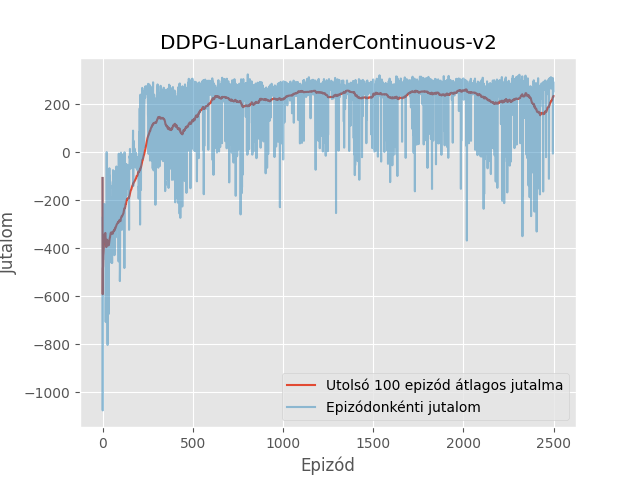 DDPG-LunarLanderContinuous-v2
200
0
−200
−400
−600
−800
−1000
Jutalom
0 500 1000 1500 2000 2500
Epizód
Utolsó 100 epizód átlagos jutalma
Epizódonkénti jutalom